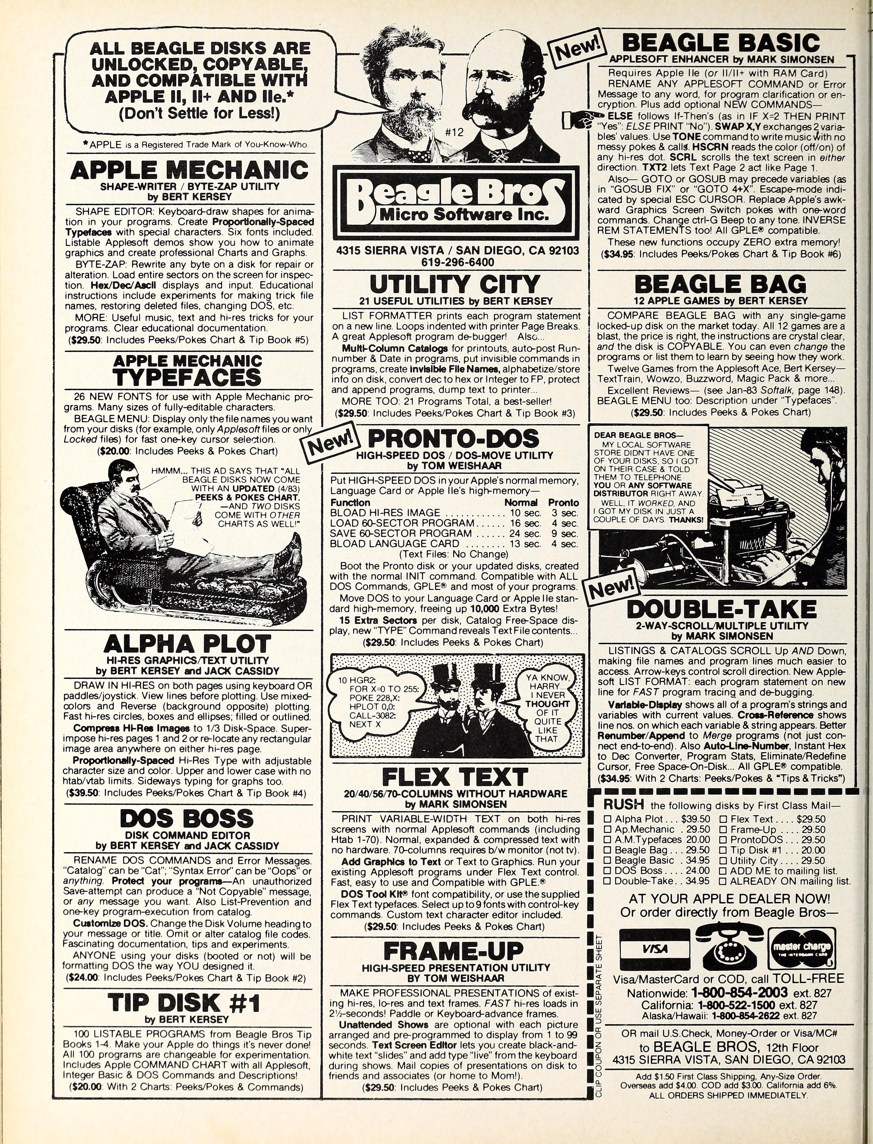 ALL BEAGLE DISKS ARE
UNLOCKED, COPYABLE,
AND COMPATIBLE WITH
APPLE II, II+ AND IIe.*
(Don't Settle for Less!)
*APPLE is a Registered Trade Mark of You-Know-Who.
APPLE MECHANIC
SHAPE-WRITER / BYTE-ZAP UTILITY
by BERT KERSEY
SHAPE EDITOR: Keyboard-draw shapes for anima-
tion in your programs. Create Proportionally-Spaced
Typefaces with special characters. Six fonts included.
Listable Applesoft demos show you how to animate
graphics and create professional Charts and Graphs.
BYTE-ZAP: Rewrite any byte on a disk for repair or
alteration. Load entire sectors on the screen for inspec-
tion. Hex/Dec/Ascii displays and input. Educational
instructions include experiments for making trick file
names, restoring deleted files, changing DOS, etc.
MORE: Useful music, text and hi-res tricks for your
programs. Clear educational documentation.
($29.50: Includes Peeks/Pokes Chart & Tip Book #5)
APPLE MECHANIC
TYPEFACES
26 NEW FONTS for use with Apple Mechanic pro-
grams. Many sizes of fully-editable characters.
BEAGLE MENU: Display only the file names you want
from your disks (for example, only Applesoft files or only
Locked files) for fast one-key cursor selection.
($20.00: Includes Peeks & Pokes Chart)
HMMM... THIS AD SAYS THAT "ALL
BEAGLE DISKS NOW COME
WITH AN UPDATED (4/83)
PEEKS & POKES CHART.
—AND TWO DISKS
COME WITH OTHER
CHARTS AS WELL!"
ALPHA PLOT
HI-RES GRAPHICS/TEXT UTILITY
by BERT KERSEY and JACK CASSIDY
DRAW IN HI-RES on both pages using keyboard OR
paddles/joystick. View lines before plotting. Use mixed-
colors and Reverse (background opposite) plotting.
Fast hi-res circles, boxes and ellipses; filled or outlined.
Compress Hi-Res Images to 1/3 Disk-Space. Super-
impose hi-res pages 1 and 2 or re-locate any rectangular
image area anywhere on either hi-res page.
Proportionally-Spaced Hi-Res Type with adjustable
character size and color. Upper and lower case with no
htab/vtab limits. Sideways typing for graphs too.
($39.50: Includes Peeks/Pokes Chart & Tip Book #4)
DOS BOSS
DISK COMMAND EDITOR
by BERT KERSEY and JACK CASSIDY
RENAME DOS COMMANDS and Error Messages.
"Catalog" can be "Cat"; "Syntax Error" can be "Oops" or
anything. Protect your programs—An unauthorized
Save-attempt can produce a "Not Copyable" message,
or any message you want. Also List-Prevention and
one-key program-execution from catalog.
Customize DOS. Change the Disk Volume heading to
your message or title. Omit or alter catalog file codes.
Fascinating documentation, tips and experiments.
ANYONE using your disks (booted or not) will be
formatting DOS the way YOU designed it.
($24.00: Includes Peeks/Pokes Chart & Tip Book #2)
TIP DISK #1
by BERT KERSEY
100 LISTABLE PROGRAMS from Beagle Bros Tip
Books 1-4. Make your Apple do things it's never done!
All 100 programs are changeable for experimentation.
Includes Apple COMMAND CHART with all Applesoft,
Integer Basic & DOS Commands and Descriptions!
($20.00: With 2 Charts: Peeks/Pokes & Commands)
#12
Beagle Bros
Micro Software Inc.
4315 SIERRA VISTA / SAN DIEGO, CA 92103
619-296-6400
UTILITY CITY
21 USEFUL UTILITIES by BERT KERSEY
LIST FORMATTER prints each program statement
on a new line. Loops indented with printer Page Breaks.
A great Applesoft program de-bugger! Also...
Multi-Column Catalogs for printouts, auto-post Run-
number & Date in programs, put invisible commands in
programs, create invisible File Names, alphabetize/store
info on disk, convert dec to hex or Integer to FP, protect
and append programs, dump text to printer...
MORE TOO: 21 Programs Total, a best-seller!
($29.50: Includes Peeks/Pokes Chart & Tip Book #3)
New!
PRONTO-DOS
HIGH-SPEED DOS / DOS-MOVE UTILITY
by TOM WEISHAAR
Put HIGH-SPEED DOS in your Apple's normal memory,
Language Card or Apple IIe's high-memory—
Function Normal Pronto
BLOAD HI-RES IMAGE ........... 10 sec. 3 sec.
LOAD 60-SECTOR PROGRAM...... 16 sec. 4 sec.
SAVE 60-SECTOR PROGRAM ...... 24 sec. 9 sec.
BLOAD LANGUAGE CARD ........ 13 sec. 4 sec.
(Text Files: No Change)
Boot the Pronto disk or your updated disks, created
with the normal INIT command. Compatible with ALL
DOS Commands, GPLE® and most of your programs.
Move DOS to your Language Card or Apple IIe stan-
dard high-memory, freeing up 10,000 Extra Bytes!
15 Extra Sectors per disk, Catalog Free-Space dis-
play, new "TYPE" Command reveals Text File contents...
($29.50: Includes Peeks/Pokes Chart)
10 HGR2:
FOR X=0 TO 255:
POKE 228,X:
HPLOT 0,0:
CALL-3082:
NEXT X
YA KNOW,
HARRY,
I NEVER
THOUGHT
OF IT
QUITE
LIKE
THAT.
FLEX TEXT
20/40/56/70-COLUMNS WITHOUT HARDWARE
by MARK SIMONSEN
PRINT VARIABLE-WIDTH TEXT on both hi-res
screens with normal Applesoft commands (including
Htab 1-70). Normal, expanded & compressed text with
no hardware. 70-columns requires b/w monitor (not tv).
Add Graphics to Text or Text to Graphics. Run your
existing Applesoft programs under Flex Text control.
Fast, easy to use and Compatible with GPLE.®
DOS Tool Kit® font compatibility, or use the supplied
Flex Text typefaces. Select up to 9 fonts with control-key
commands. Custom text character editor included.
($29.50: Includes Peeks & Pokes Chart)
FRAME-UP
HIGH-SPEED PRESENTATION UTILITY
BY TOM WEISHAAR
MAKE PROFESSIONAL PRESENTATIONS of exist-
ing hi-res, lo-res and text frames. FAST hi-res loads in
2½-seconds! Paddle or Keyboard-advance frames.
Unattended Shows are optional with each picture
arranged and pre-programmed to display from 1 to 99
seconds. Text Screen Editor lets you create black-and-
white text "slides" and add type "live" from the keyboard
during shows. Mail copies of presentations on disk to
friends and associates (or home to Mom!).
($29.50: Includes Peeks & Pokes Chart)
New!
BEAGLE BASIC
APPLESOFT ENHANCER by MARK SIMONSEN
Requires Apple IIe (or II/II+ with RAM Card)
RENAME ANY APPLESOFT COMMAND or Error
Message to any word, for program clarification or en-
cryption. Plus add optional NEW COMMANDS—
ELSE follows If-Then's (as in IF X=2 THEN PRINT
"Yes": ELSE PRINT "No"). SWAP X,Y exchanges 2 varia-
bles' values. Use TONE command to write music with no
messy pokes & calls. HSCRN reads the color (off/on) of
any hi-res dot. SCRL scrolls the text screen in either
direction. TXT2 lets Text Page 2 act like Page 1.
Also— GOTO or GOSUB may precede variables (as
in "GOSUB FIX" or "GOTO 4+X". Escape-mode indi-
cated by special ESC CURSOR. Replace Apple's awk-
ward Graphics Screen Switch pokes with one-word
commands. Change ctrl-G Beep to any tone. INVERSE
REM STATEMENTS too! All GPLE® compatible.
These new functions occupy ZERO extra memory!
($34.95: Includes Peeks/Pokes Chart & Tip Book #6)
BEAGLE BAG
12 APPLE GAMES by BERT KERSEY
COMPARE BEAGLE BAG with any single-game
locked-up disk on the market today. All 12 games are a
blast, the price is right, the instructions are crystal clear,
and the disk is COPYABLE. You can even change the
programs or list them to learn by seeing how they work.
Twelve Games from the Applesoft Ace, Bert Kersey—
TextTrain, Wowzo, Buzzword, Magic Pack & more...
Excellent Reviews— (see Jan-83 Softalk, page 148).
BEAGLE MENU too: Description under "Typefaces".
($29.50: Includes Peeks & Pokes Chart)
DEAR BEAGLE BROS—
MY LOCAL SOFTWARE
STORE DIDN'T HAVE ONE
OF YOUR DISKS, SO I GOT
ON THEIR CASE & TOLD
THEM TO TELEPHONE
YOU OR ANY SOFTWARE
DISTRIBUTOR RIGHT AWAY.
WELL, IT WORKED, AND
I GOT MY DISK IN JUST A
COUPLE OF DAYS. THANKS!
New!
DOUBLE-TAKE
2-WAY-SCROLL/MULTIPLE UTILITY
by MARK SIMONSEN
LISTINGS & CATALOGS SCROLL Up AND Down,
making file names and program lines much easier to
access. Arrow-keys control scroll direction. New Apple-
soft LIST FORMAT: each program statement on new
line for FAST program tracing and de-bugging.
Variable-Display shows all of a program's strings and
variables with current values. Cross-Reference shows
line nos. on which each variable & string appears. Better
Renumber/Append to Merge programs (not just con-
nect end-to-end). Also Auto-Line-Number, Instant Hex
to Dec Converter, Program Stats, Eliminate/Redefine
Cursor, Free Space-On-Disk... All GPLE® compatible.
($34.95: With 2 Charts: Peeks/Pokes & "Tips & Tricks")
RUSH the following disks by First Class Mail—
☐ Alpha Plot ... $39.50 ☐ Flex Text .... $29.50
☐ Ap.Mechanic . 29.50 ☐ Frame-Up .... 29.50
☐ A.M.Typefaces 20.00 ☐ ProntoDOS ... 29.50
☐ Beagle Bag .. 29.50 ☐ Tip Disk #1 .. 20.00
☐ Beagle Basic . 34.95 ☐ Utility City .... 29.50
☐ DOS Boss .... 24.00 ☐ ADD ME to mailing list.
☐ Double-Take.. 34.95 ☐ ALREADY ON mailing list.
AT YOUR APPLE DEALER NOW!
Or order directly from Beagle Bros—
VISA
master charge
THE INTERBANK CARD
Visa/MasterCard or COD, call TOLL-FREE
Nationwide: 1-800-854-2003 ext. 827
California: 1-800-522-1500 ext. 827
Alaska/Hawaii: 1-800-854-2622 ext. 827
OR mail U.S.Check, Money-Order or Visa/MC#
to BEAGLE BROS, 12th Floor
4315 SIERRA VISTA, SAN DIEGO, CA 92103
Add $1.50 First Class Shipping, Any-Size Order.
Overseas add $4.00. COD add $3.00. California add 6%.
ALL ORDERS SHIPPED IMMEDIATELY.
CLIP COUPON OR USE SEPARATE SHEET